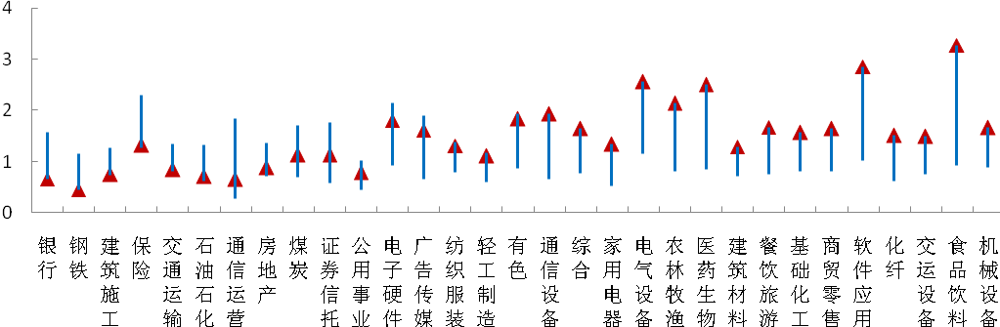 4
3
2
1
0
银行
钢铁
建筑施工
保险
交通运输
石油石化
通信运营
房地产
煤炭
证券信托
公用事业
电子硬件
广告传媒
纺织服装
轻工制造
有色
通信设备
综合
家用电器
电气设备
农林牧渔
医药生物
建筑材料
餐饮旅游
基础化工
商贸零售
软件应用
化纤
交运设备
食品饮料
机械设备